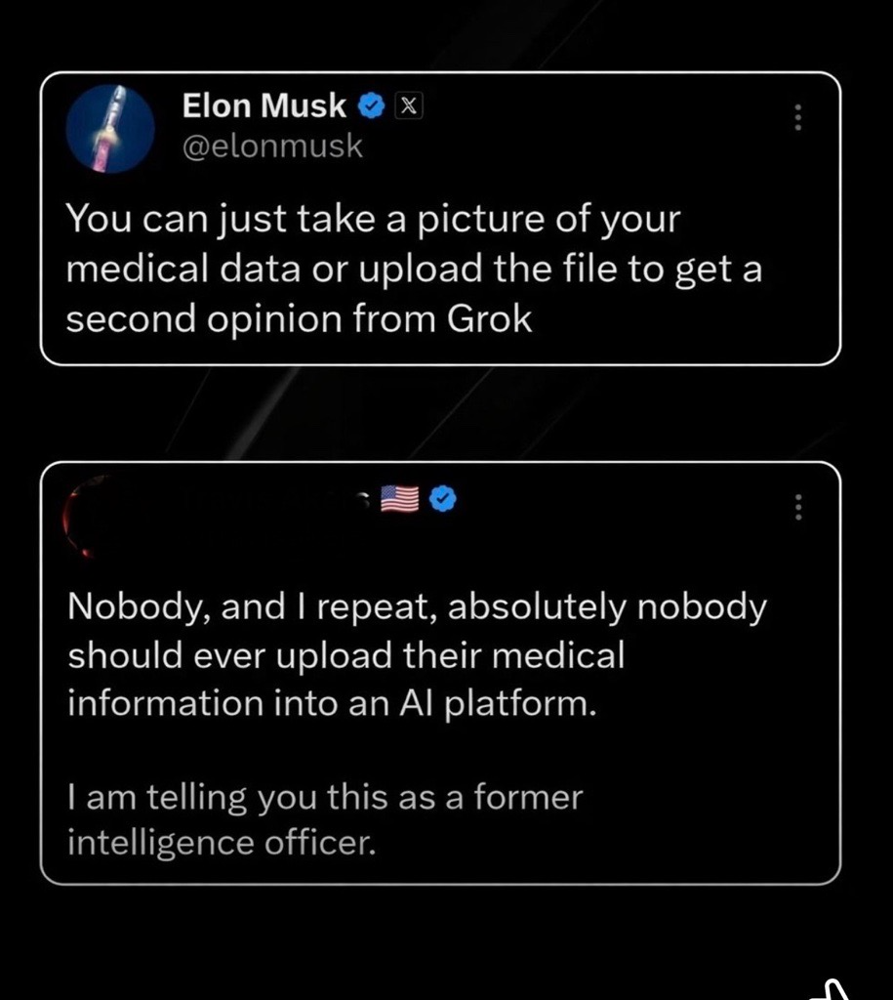 Elon Musk
@elonmusk
You can just take a picture of your
medical data or upload the file to get a
second opinion from Grok
Nobody, and I repeat, absolutely nobody
should ever upload their medical
information into an AI platform.
I am telling you this as a former
intelligence officer.